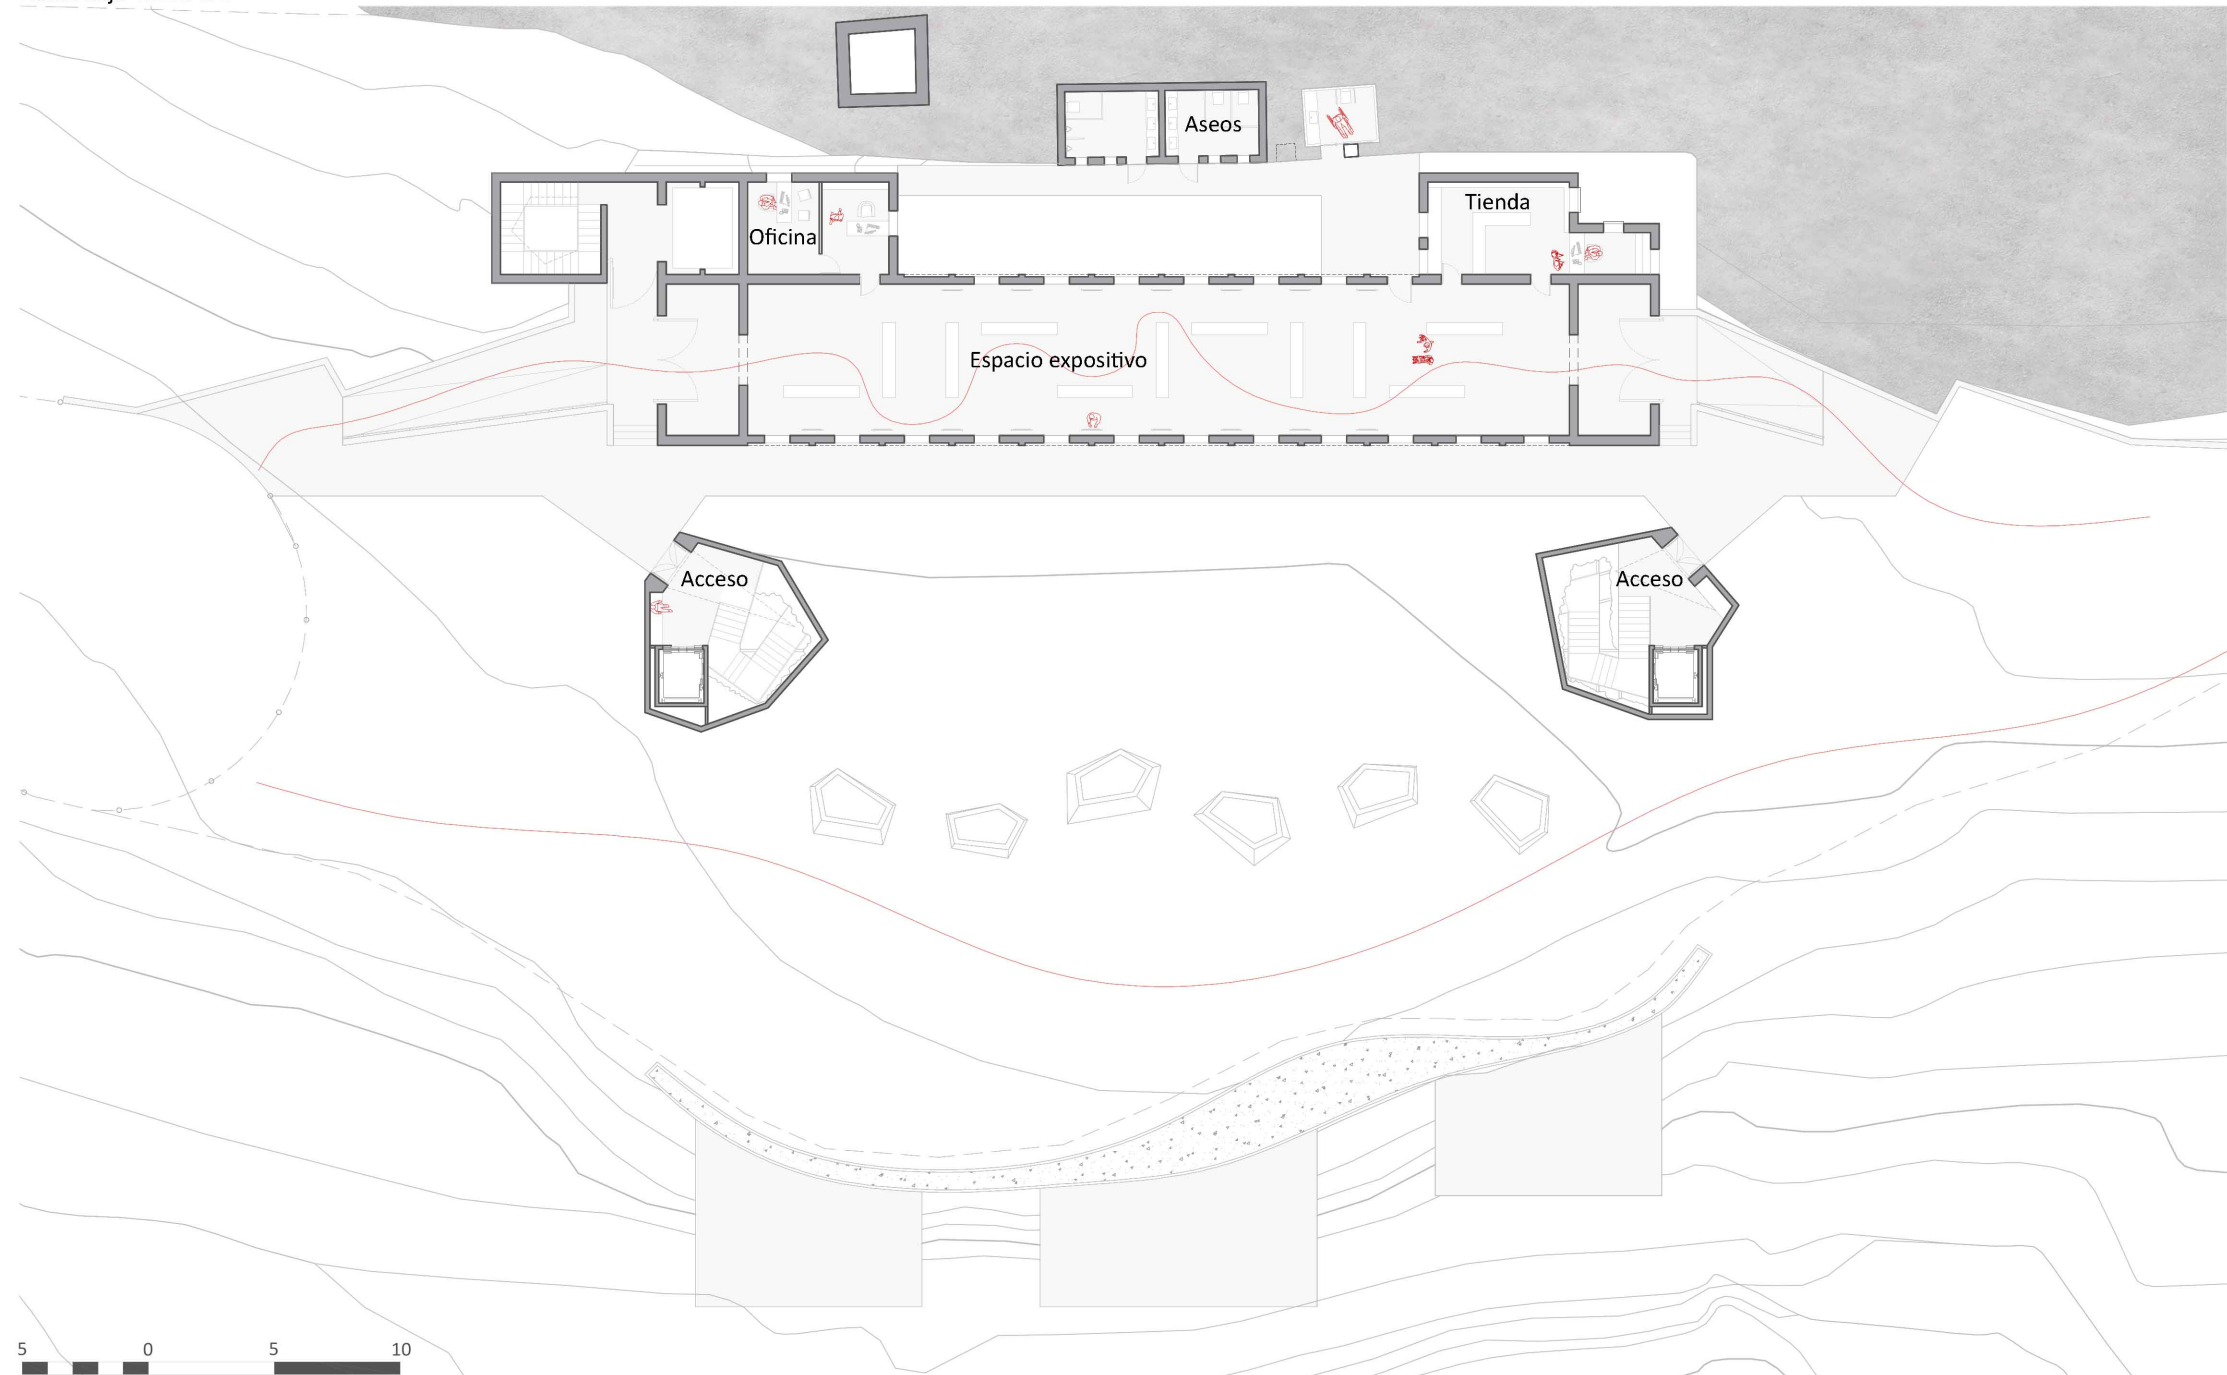 Aseos
Tienda
Oficina
Espacio expositivo
Acceso
Acceso
5 0 5 10